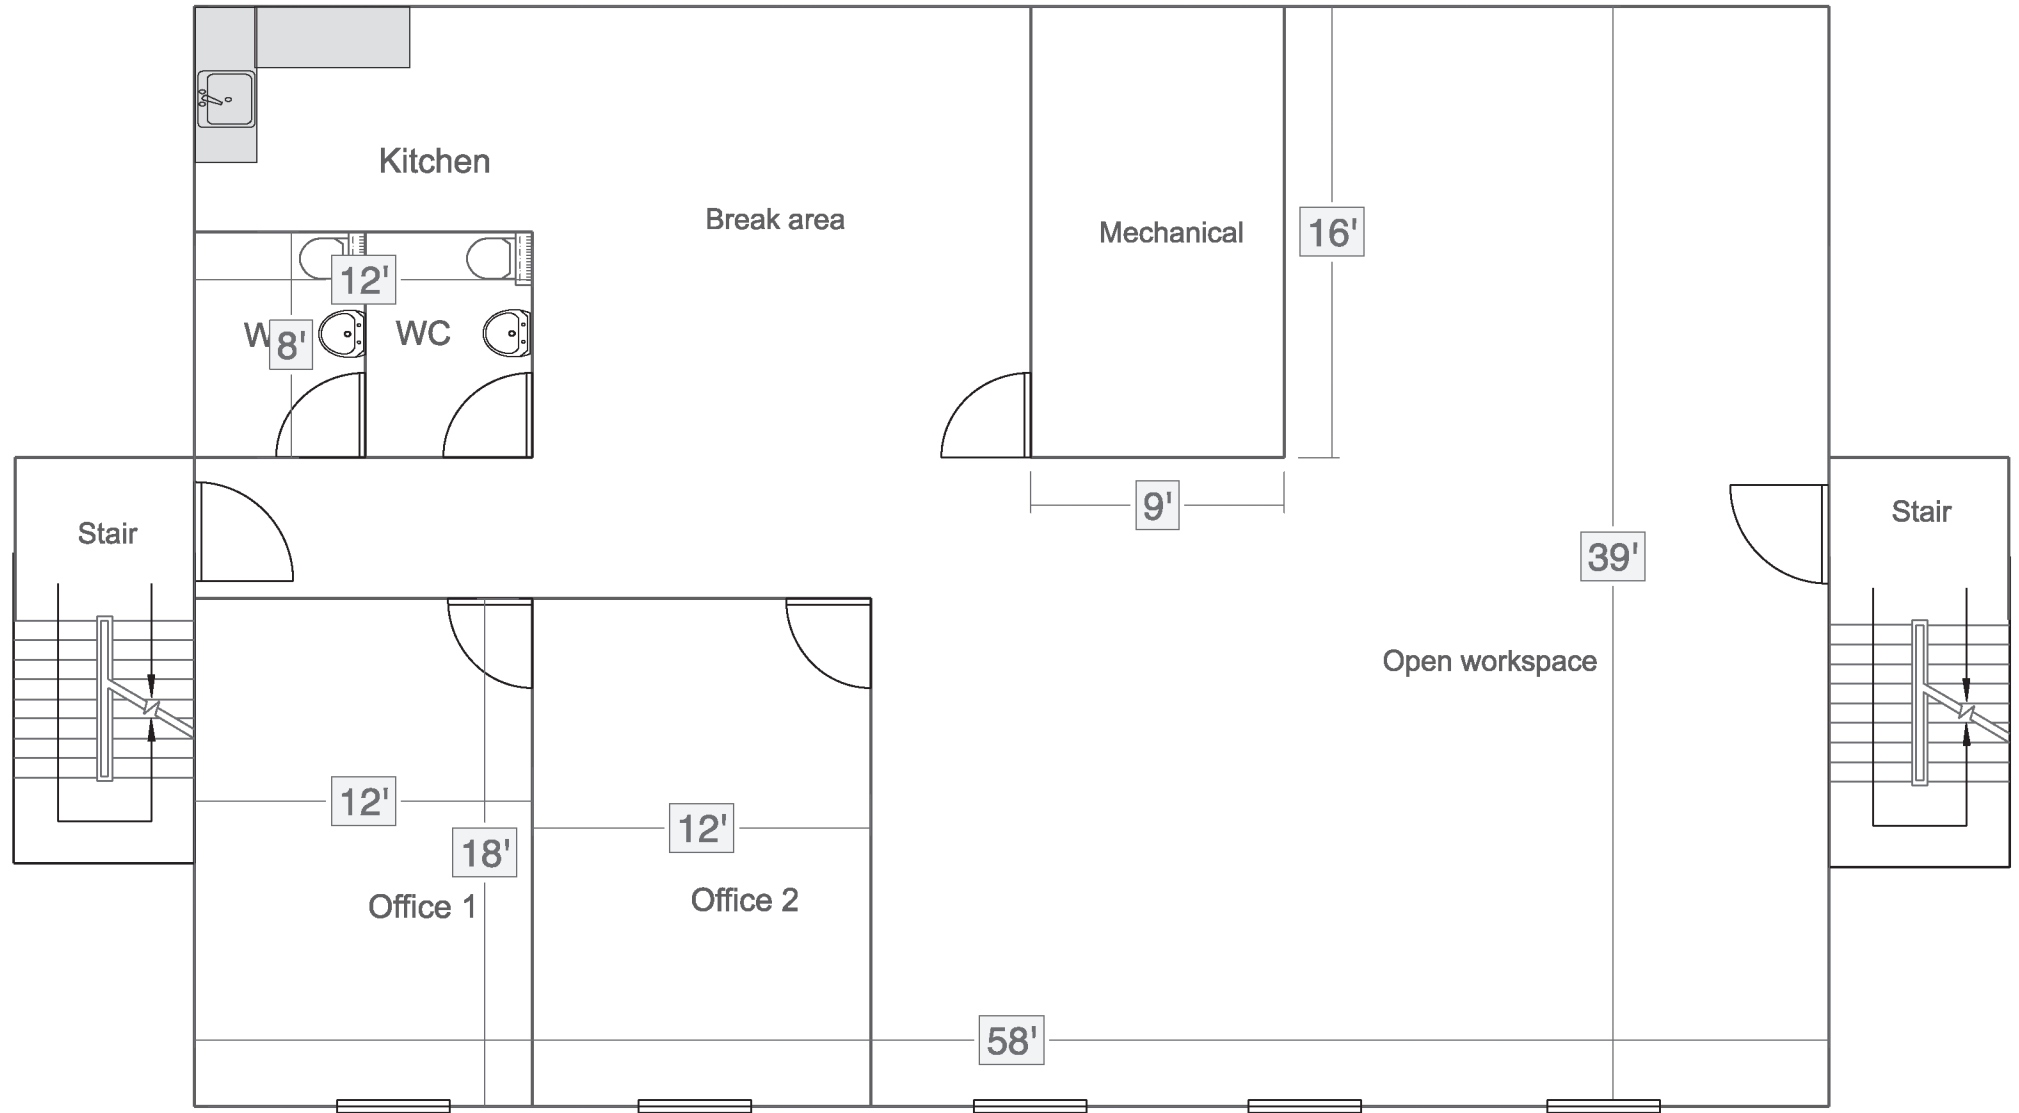 Kitchen
Break area
Mechanical
16'
12'
8'
WC
9'
Stair
Stair
39'
Open workspace
12'
12'
18'
Office 1
Office 2
58'